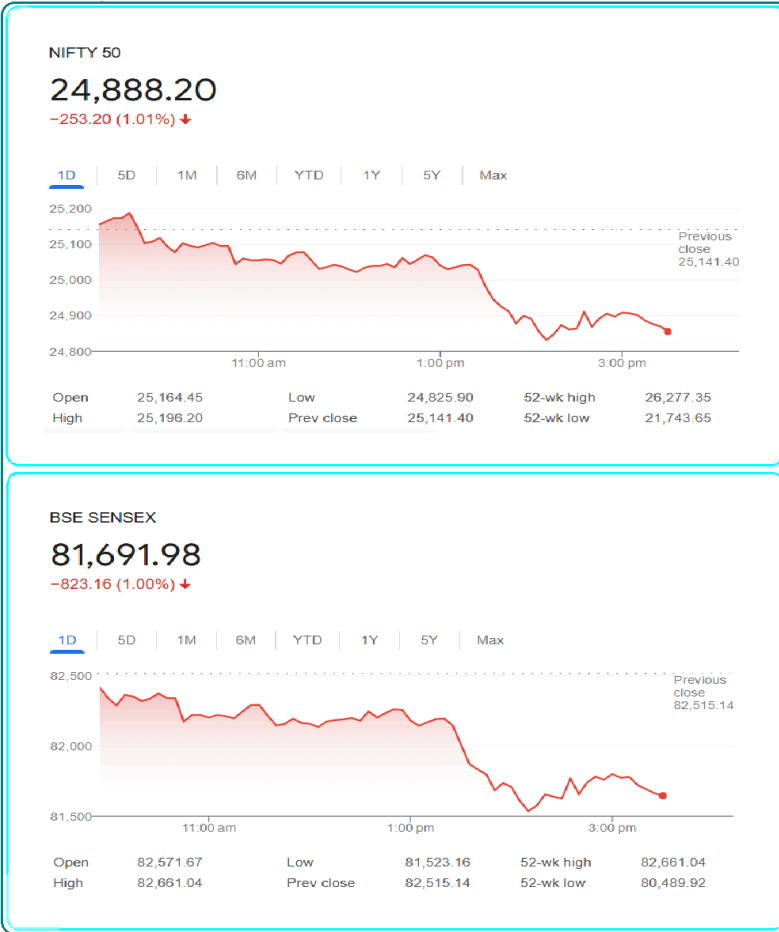 NIFTY 50
24,888.20
−253.20 (1.01%)
1D 5D 1M 6M YTD 1Y 5Y Max
25,200
25,100
25,000
24,900
24,800
Previous
close
25,141.40
11:00 am 1:00 pm 3:00 pm
Open 25,164.45 Low 24,825.90 52-wk high 26,277.35
High 25,196.20 Prev close 25,141.40 52-wk low 21,743.65
BSE SENSEX
81,691.98
−823.16 (1.00%)
1D 5D 1M 6M YTD 1Y 5Y Max
82,500
82,000
81,500
Previous
close
82,515.14
11:00 am 1:00 pm 3:00 pm
Open 82,571.67 Low 81,523.16 52-wk high 82,661.04
High 82,661.04 Prev close 82,515.14 52-wk low 80,489.92